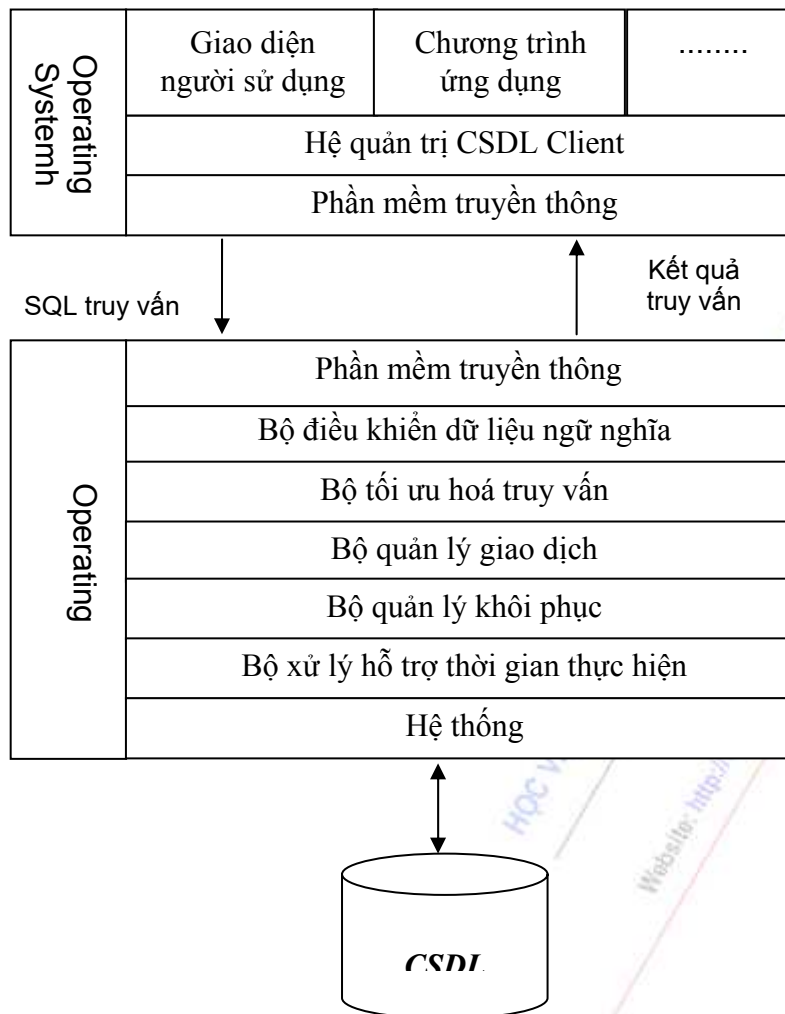 Operating
Systemh
Giao diện
người sử dụng
Chương trình
ứng dụng
........
Hệ quản trị CSDL Client
Phần mềm truyền thông
SQL truy vấn
Kết quả
truy vấn
Operating
Phần mềm truyền thông
Bộ điều khiển dữ liệu ngữ nghĩa
Bộ tối ưu hoá truy vấn
Bộ quản lý giao dịch
Bộ quản lý khôi phục
Bộ xử lý hỗ trợ thời gian thực hiện
Hệ thống
HỌC
Website: http://
CSDL